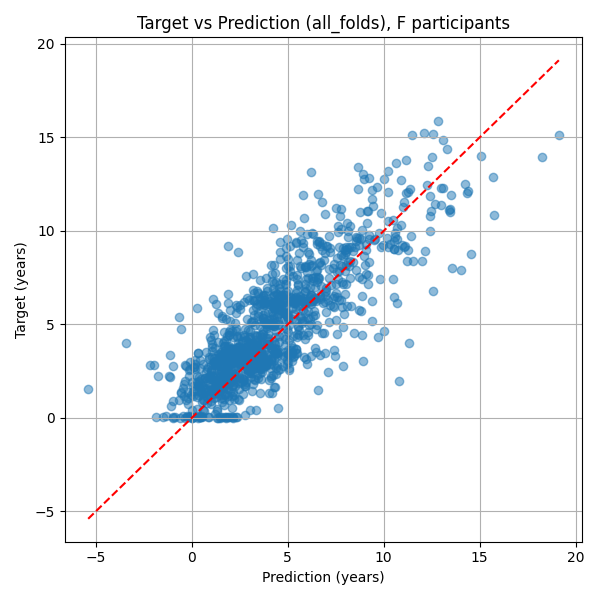 Target vs Prediction (all_folds), F participants
Target (years)
20
15
10
5
0
−5
−5 0 5 10 15 20
Prediction (years)